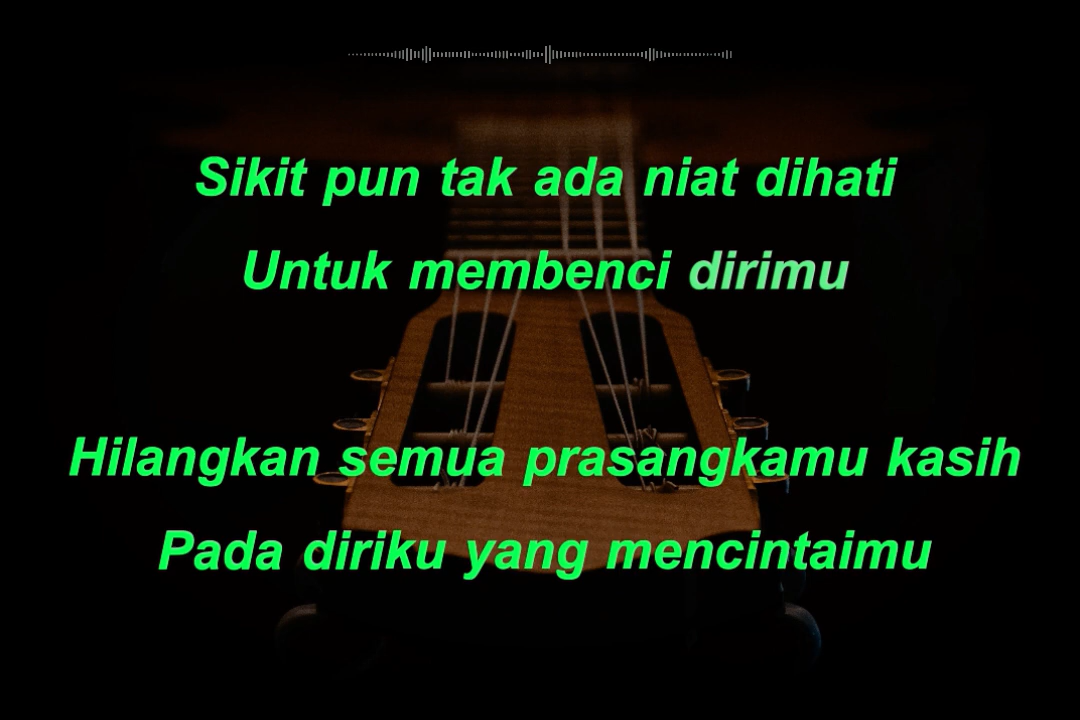 Sikit pun tak ada niat dihati
Untuk membenci dirimu
Hilangkan semua prasangkamu kasih
Pada diriku yang mencintaimu